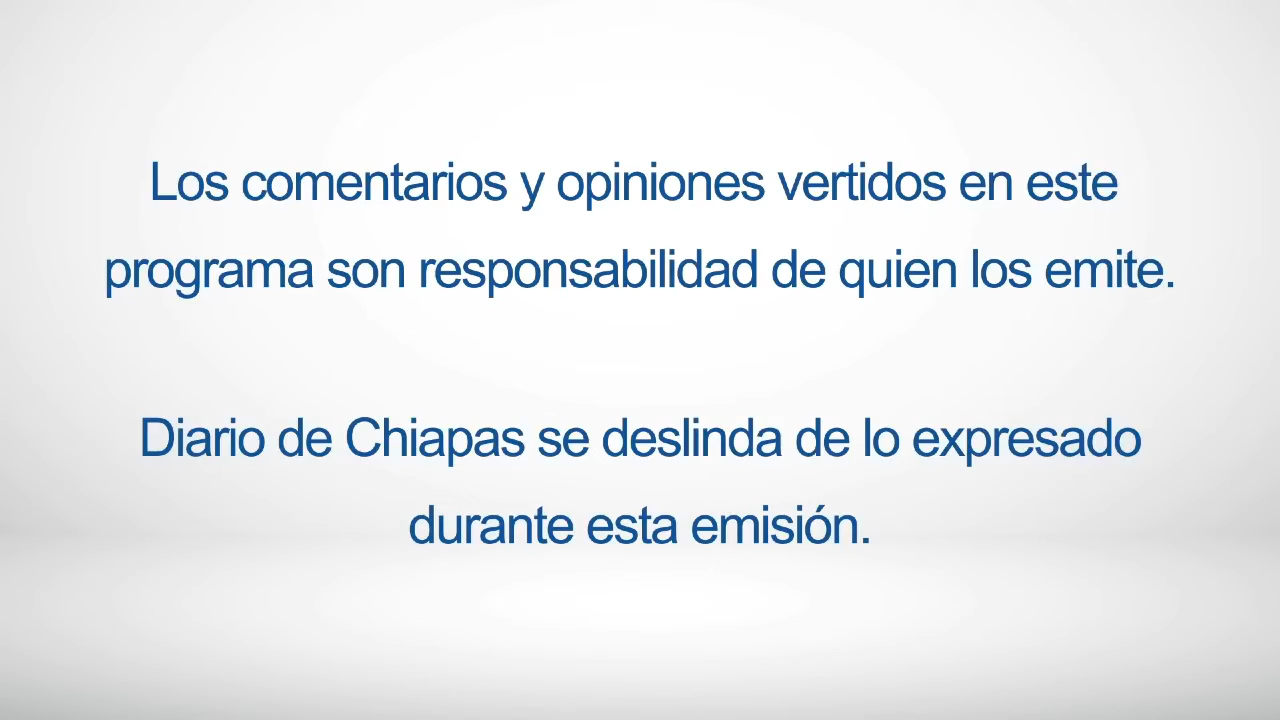 Los comentarios y opiniones vertidos en este
programa son responsabilidad de quien los emite.
Diario de Chiapas se deslinda de lo expresado
durante esta emisión.